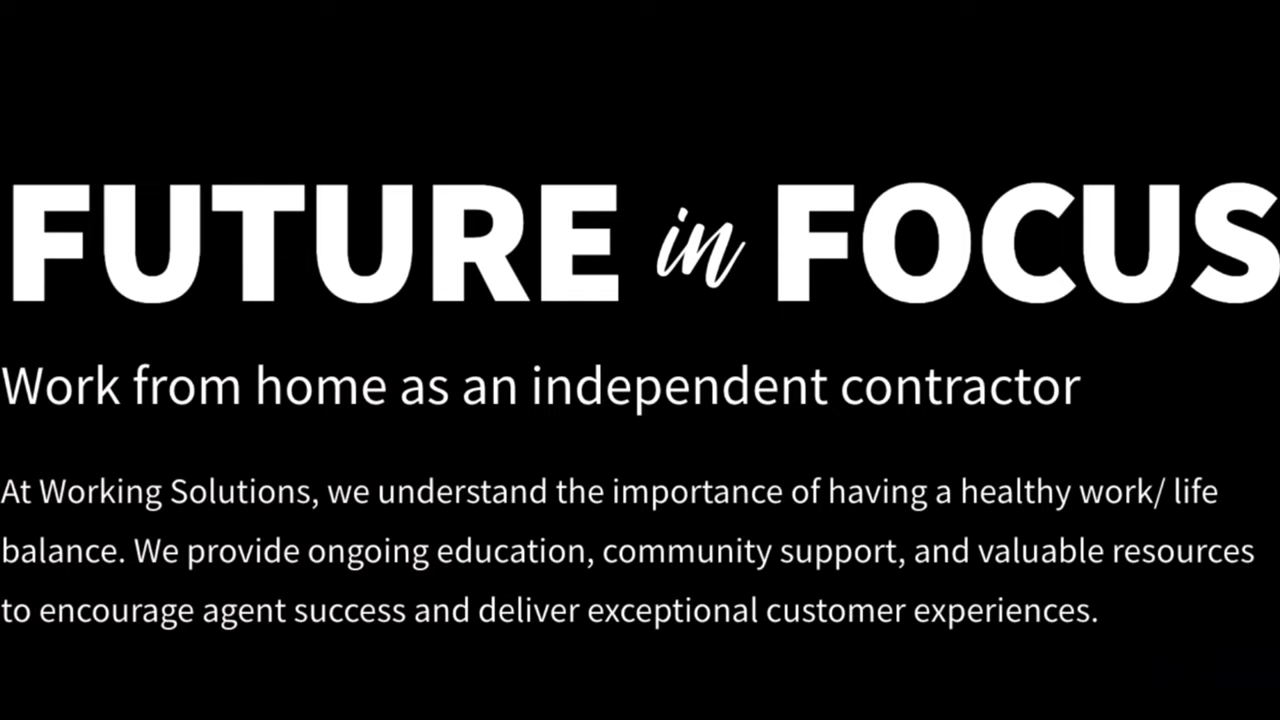 FUTURE in FOCUS
Work from home as an independent contractor
At Working Solutions, we understand the importance of having a healthy work/ life
balance. We provide ongoing education, community support, and valuable resources
to encourage agent success and deliver exceptional customer experiences.